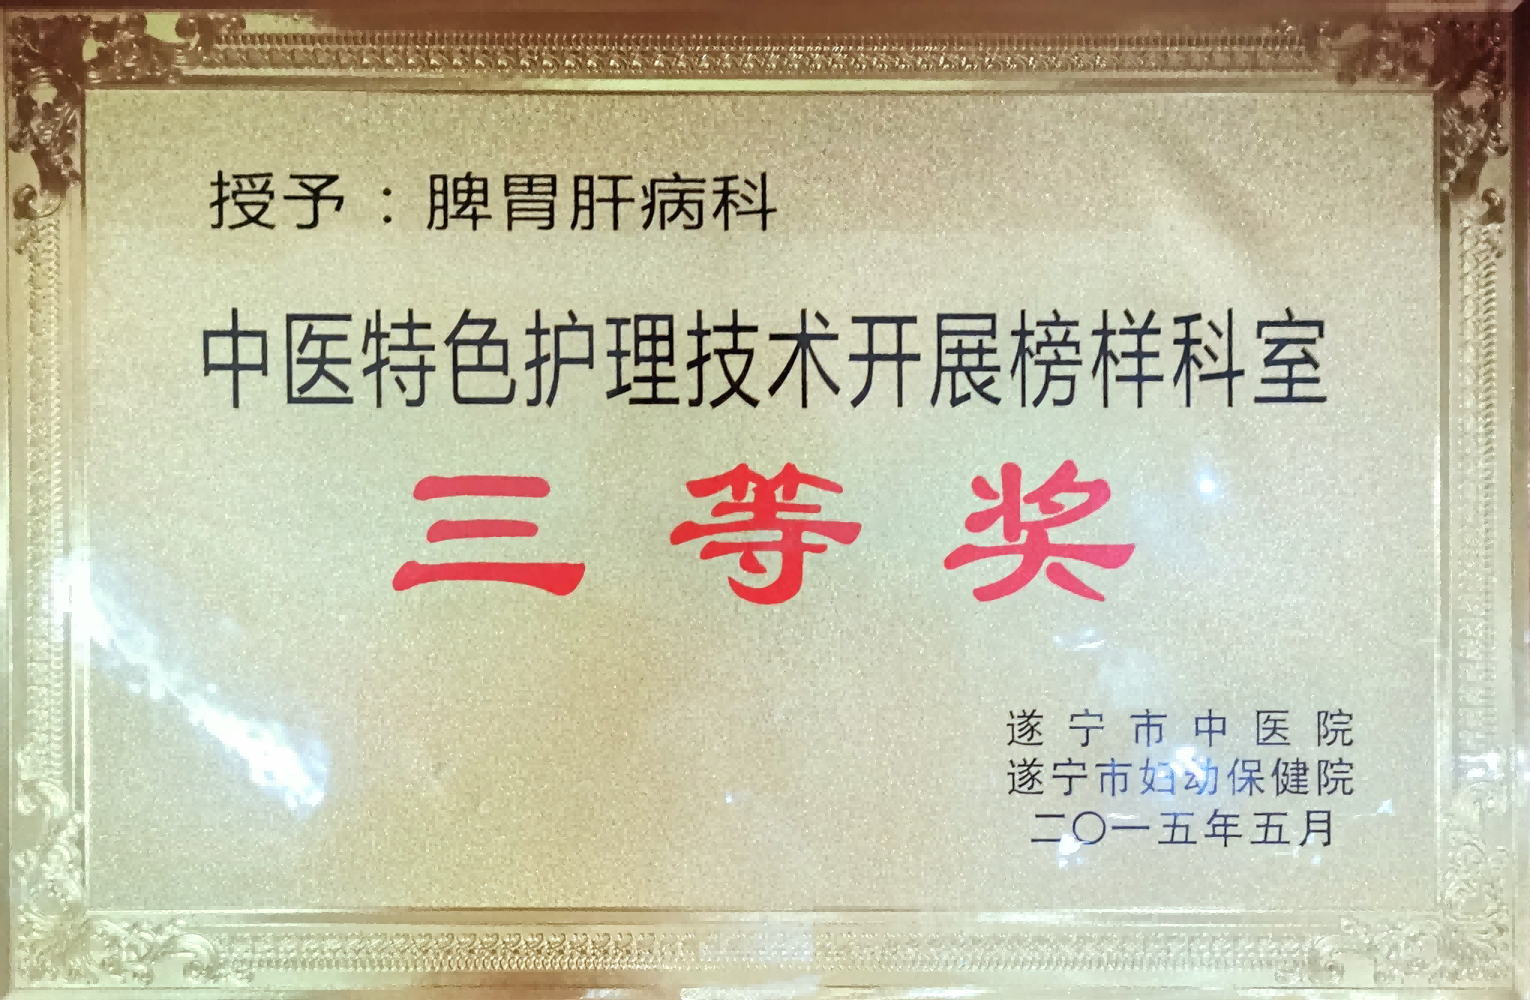 授予：脾胃肝病科
中医特色护理技术开展榜样科室
三等奖
遂宁市中医院
遂宁市妇幼保健院
二〇一五年五月